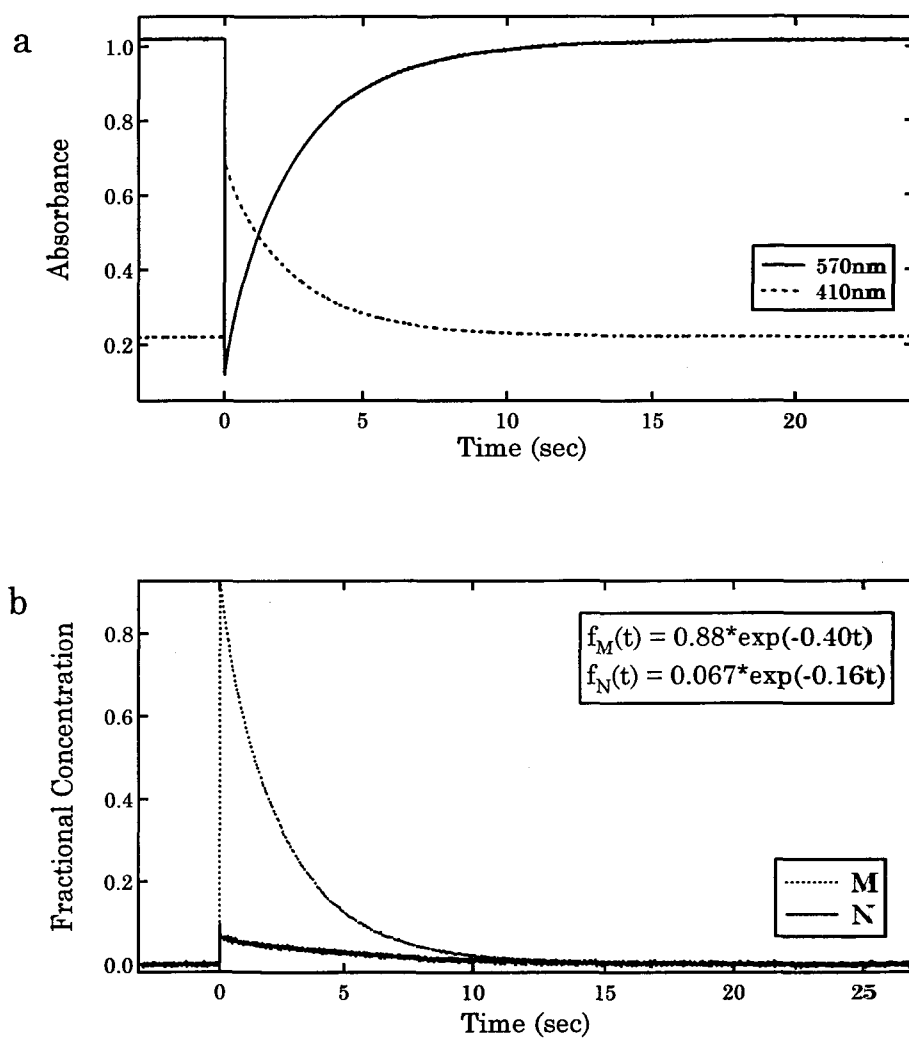 a
1.0
0.8
0.6
0.4
0.2
Absorbance
570nm
410nm
0 5 10 15 20
Time (sec)
b
0.8
0.6
0.4
0.2
0.0
Fractional Concentration
f_M(t) = 0.88*exp(-0.40t)
f_N(t) = 0.067*exp(-0.16t)
M
N
0 5 10 15 20 25
Time (sec)